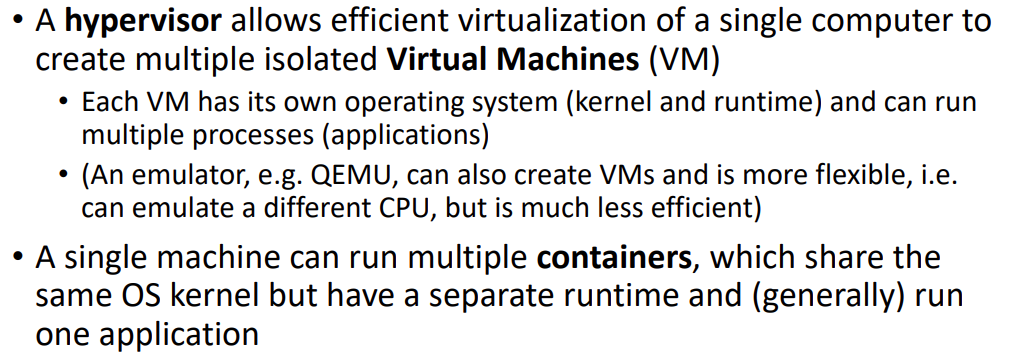 • A hypervisor allows efficient virtualization of a single computer to
create multiple isolated Virtual Machines (VM)
• Each VM has its own operating system (kernel and runtime) and can run
multiple processes (applications)
• (An emulator, e.g. QEMU, can also create VMs and is more flexible, i.e.
can emulate a different CPU, but is much less efficient)
• A single machine can run multiple containers, which share the
same OS kernel but have a separate runtime and (generally) run
one application